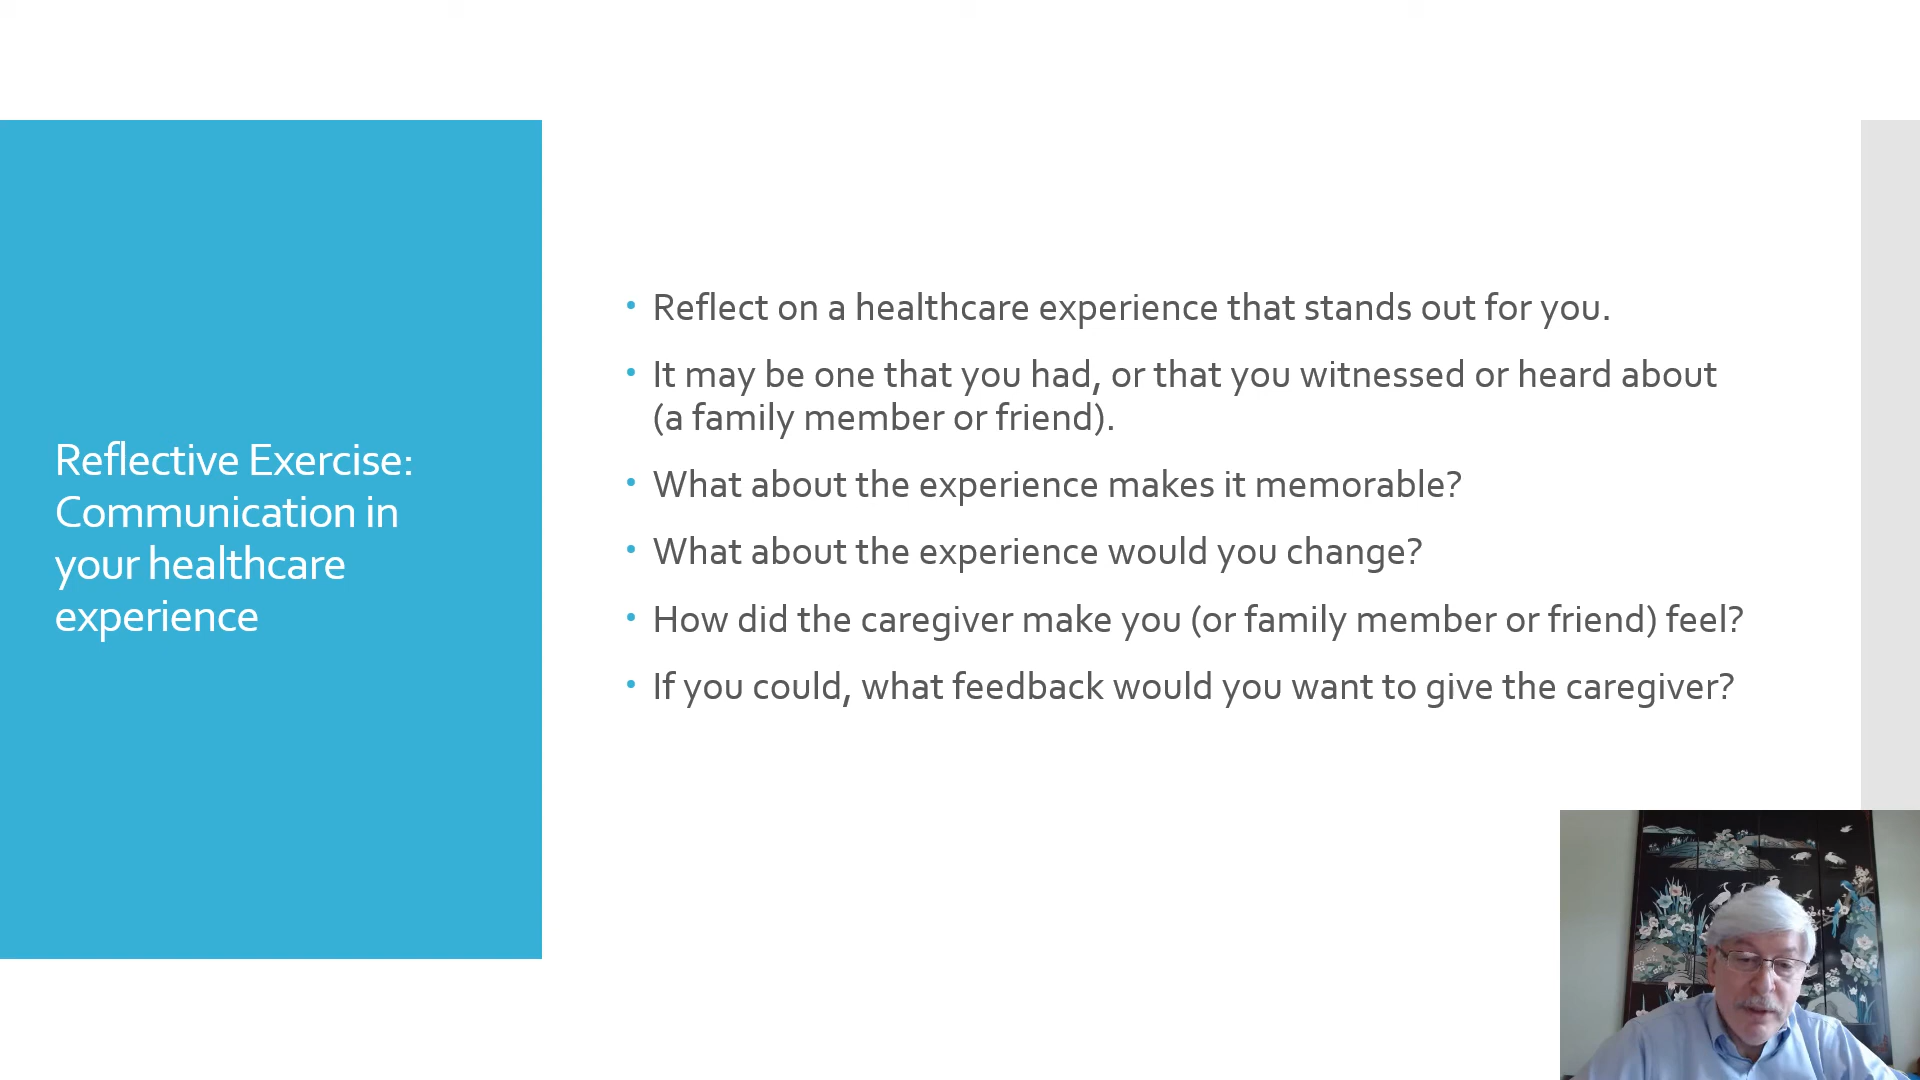 Reflective Exercise:
Communication in
your healthcare
experience
• Reflect on a healthcare experience that stands out for you.
• It may be one that you had, or that you witnessed or heard about
(a family member or friend).
• What about the experience makes it memorable?
• What about the experience would you change?
• How did the caregiver make you (or family member or friend) feel?
• If you could, what feedback would you want to give the caregiver?